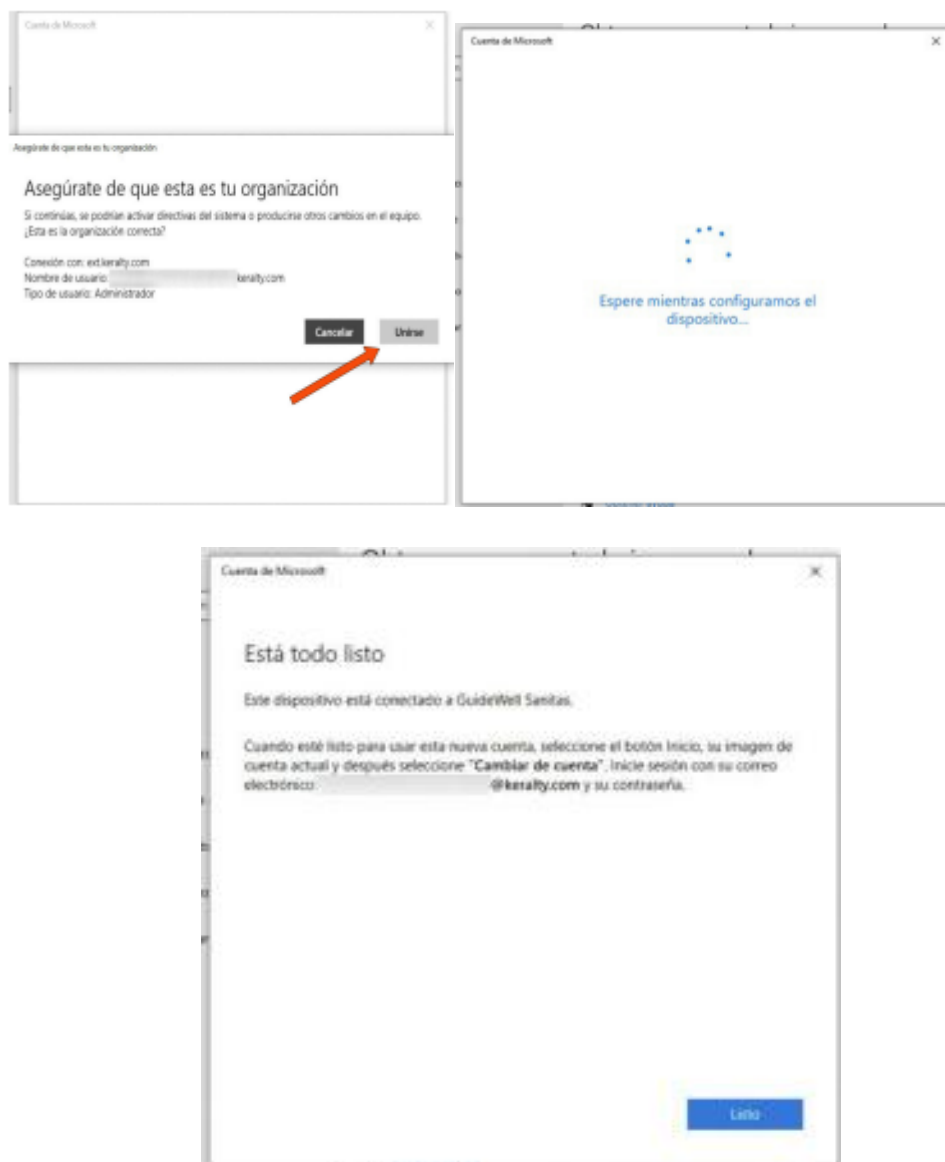 Cuenta de Microsoft
Asegúrate de que esta es tu organización
Asegúrate de que esta es tu organización
Si continúas, se podrían activar directivas del sistema o producirse otros cambios en el equipo.
¿Esta es la organización correcta?
Conexión con: ext.keralty.com
Nombre de usuario: keralty.com
Tipo de usuario: Administrador
Cancelar Unirse
Cuenta de Microsoft
Espere mientras configuramos el
dispositivo...
Cuenta de Microsoft
Está todo listo
Este dispositivo está conectado a GuideWell Sanitas.
Cuando esté listo para usar esta nueva cuenta, seleccione el botón Inicio, su imagen de
cuenta actual y después seleccione "Cambiar de cuenta". Inicie sesión con su correo
electrónico: @keralty.com y su contraseña.
Listo